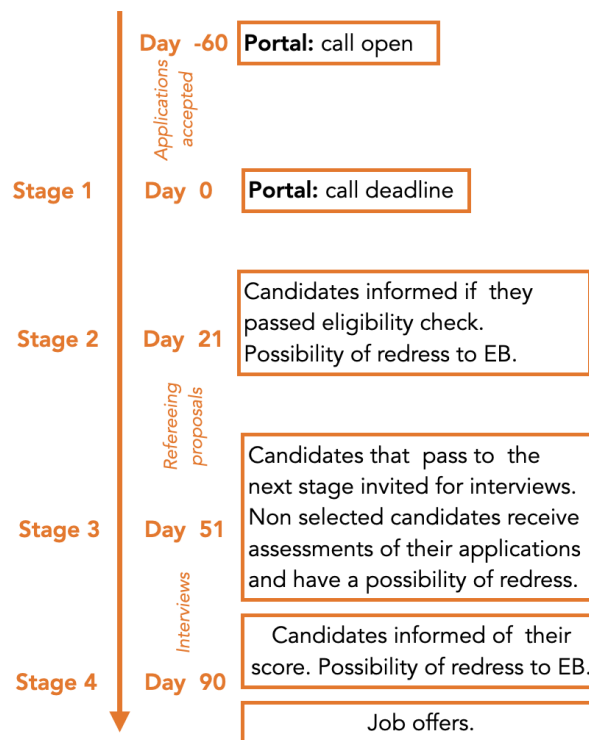 Day -60
Portal: call open
Applications
accepted
Stage 1
Day 0
Portal: call deadline
Stage 2
Day 21
Candidates informed if they
passed eligibility check.
Possibility of redress to EB.
Refereeing
proposals
Stage 3
Day 51
Candidates that pass to the
next stage invited for interviews.
Non selected candidates receive
assessments of their applications
and have a possibility of redress.
Interviews
Stage 4
Day 90
Candidates informed of their
score. Possibility of redress to EB.
Job offers.